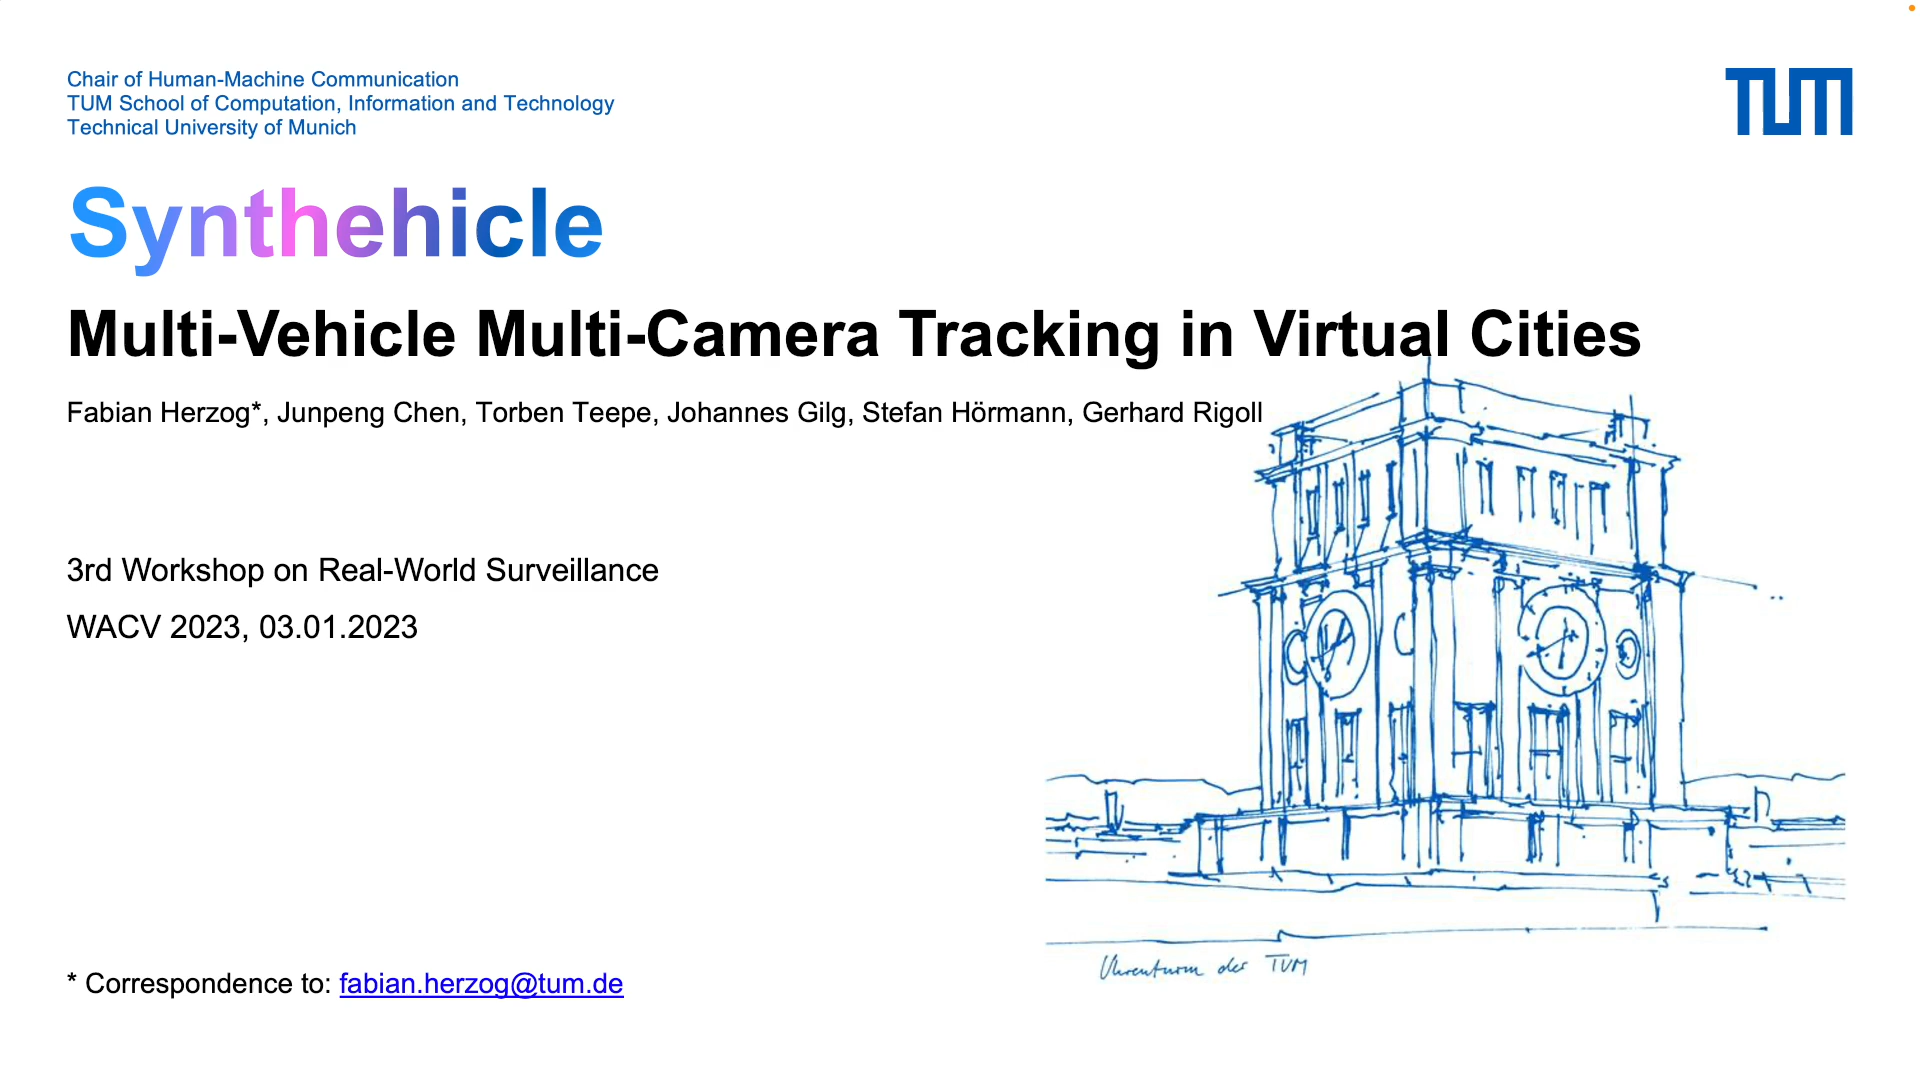 Chair of Human-Machine Communication
TUM School of Computation, Information and Technology
Technical University of Munich
TUM
Synthehicle
Multi-Vehicle Multi-Camera Tracking in Virtual Cities
Fabian Herzog*, Junpeng Chen, Torben Teepe, Johannes Gilg, Stefan Hörmann, Gerhard Rigoll
3rd Workshop on Real-World Surveillance
WACV 2023, 03.01.2023
Uhrenturm der TUM
* Correspondence to: fabian.herzog@tum.de